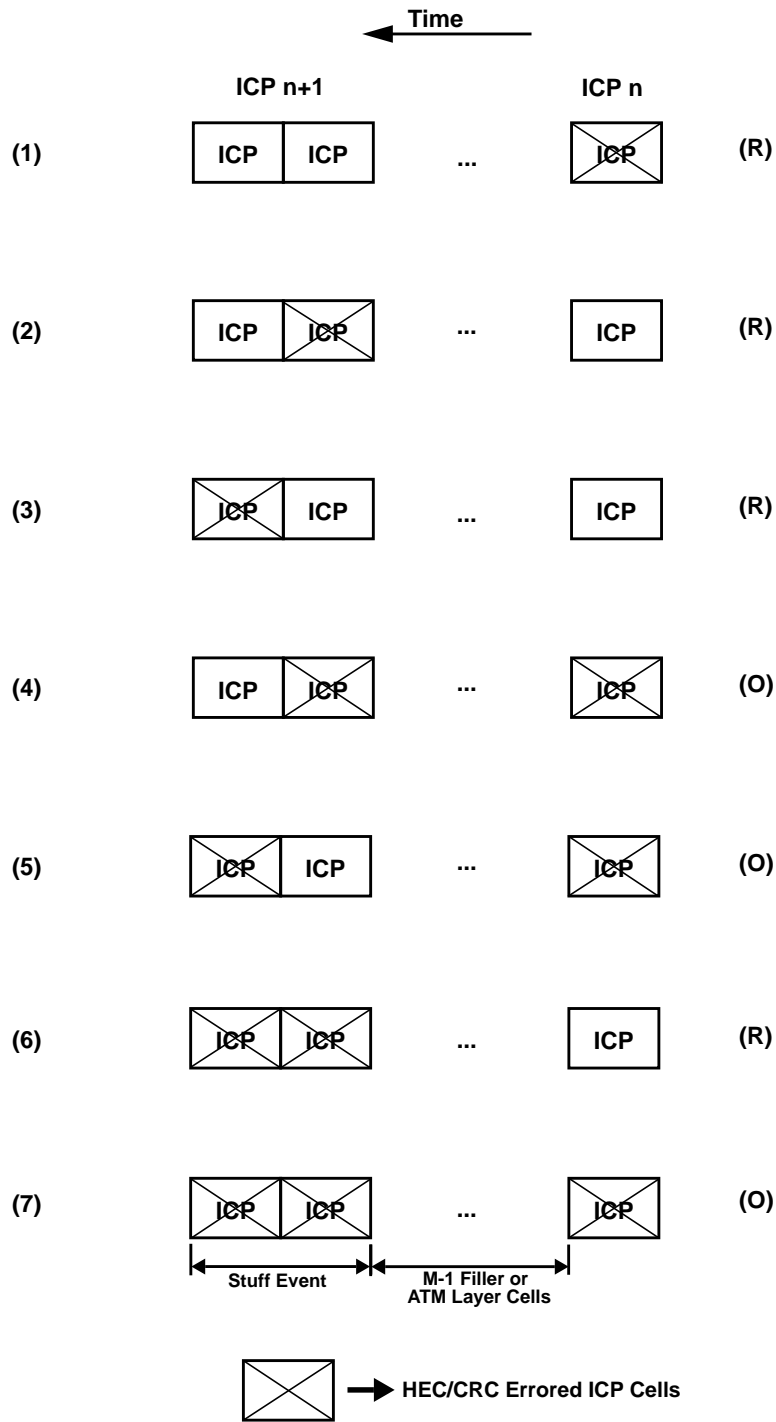 Time
ICP n+1 ICP n
(1) ICP ICP ... ICP (R)
(2) ICP ICP ... ICP (R)
(3) ICP ICP ... ICP (R)
(4) ICP ICP ... ICP (O)
(5) ICP ICP ... ICP (O)
(6) ICP ICP ... ICP (R)
(7) ICP ICP ... ICP (O)
Stuff Event
M-1 Filler or
ATM Layer Cells
HEC/CRC Errored ICP Cells